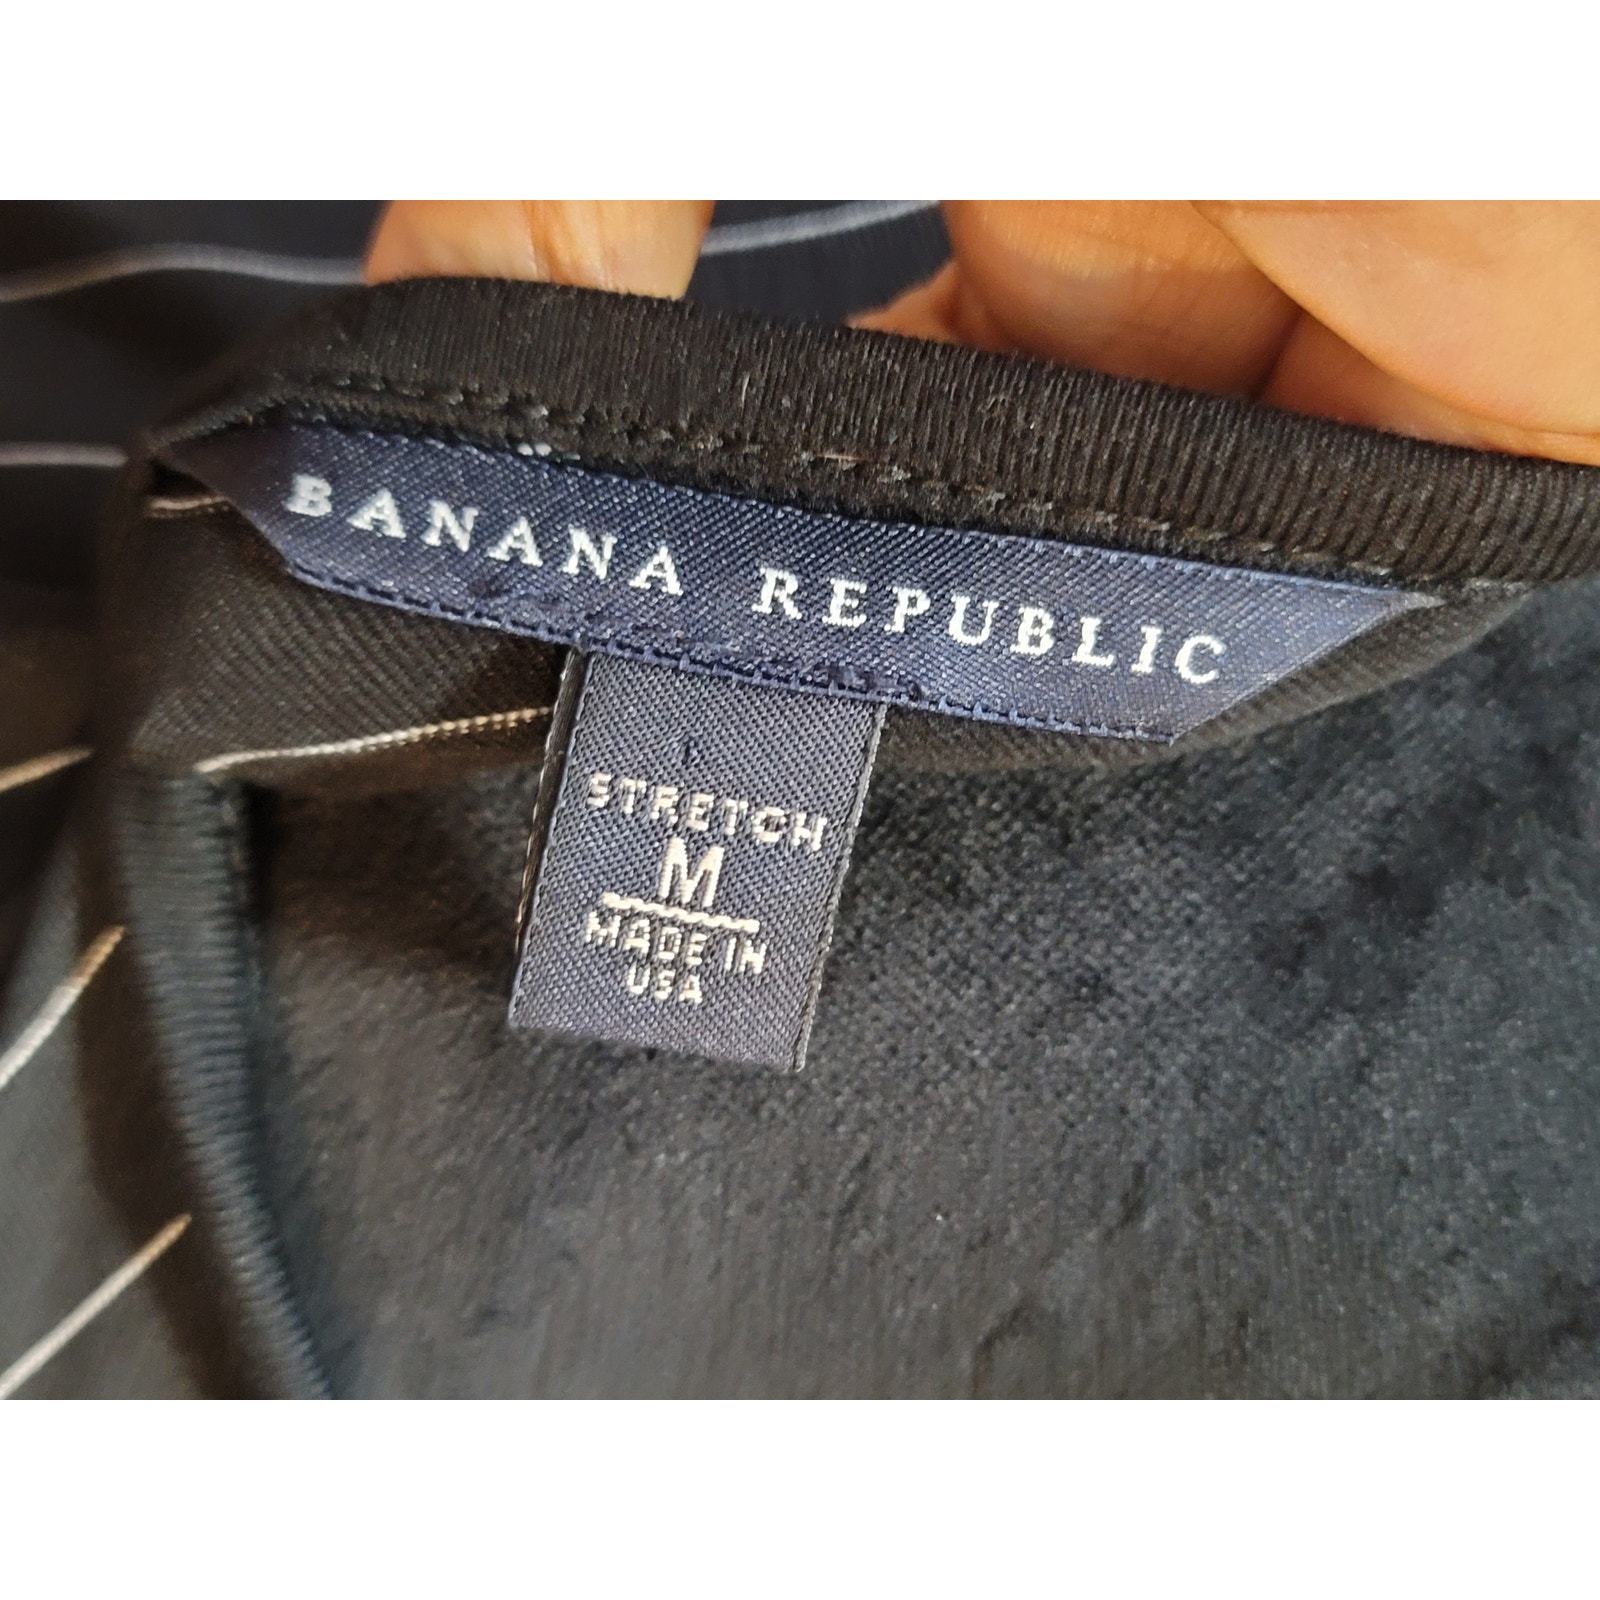 BANANA REPUBLIC
STRETCH
M
MADE IN
USA